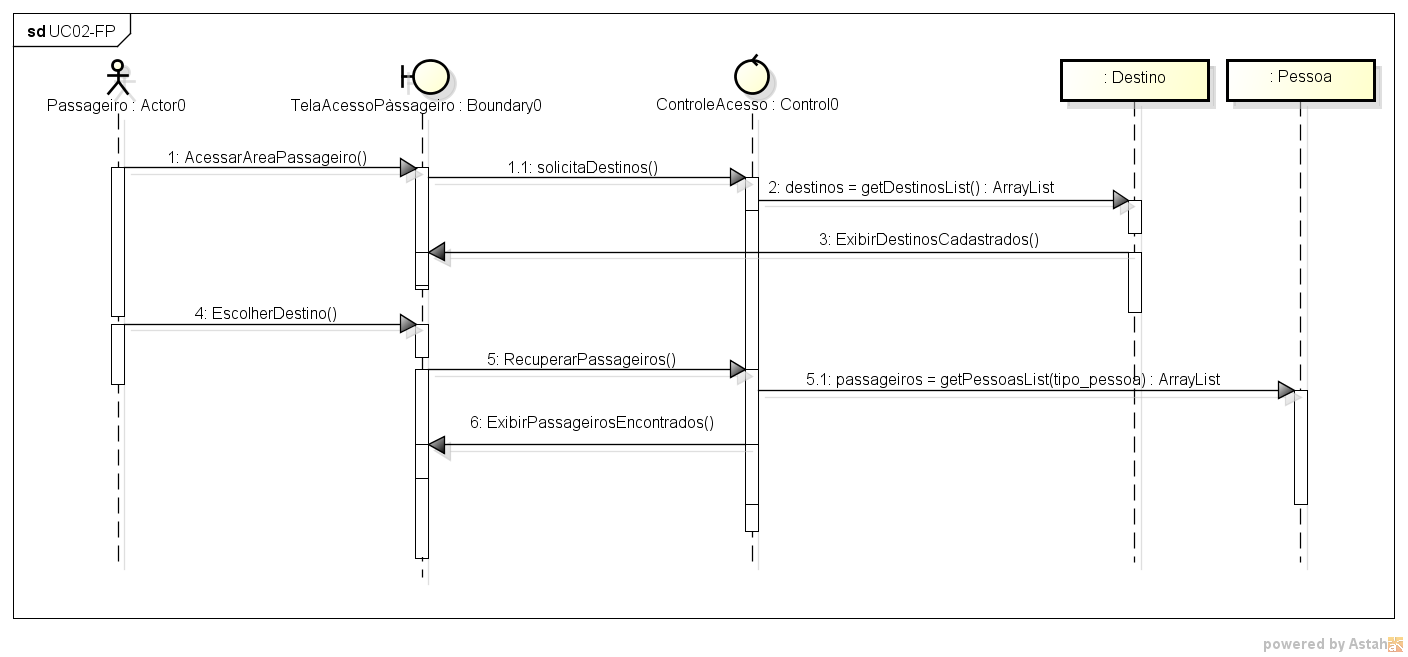 sd UC02-FP
Passageiro : Actor0
TelaAcessoPassageiro : Boundary0
ControleAcesso : Control0
: Destino
: Pessoa
1: AcessarAreaPassageiro()
1.1: solicitaDestinos()
2: destinos = getDestinosList() : ArrayList
3: ExibirDestinosCadastrados()
4: EscolherDestino()
5: RecuperarPassageiros()
5.1: passageiros = getPessoasList(tipo_pessoa) : ArrayList
6: ExibirPassageirosEncontrados()
powered by Astah